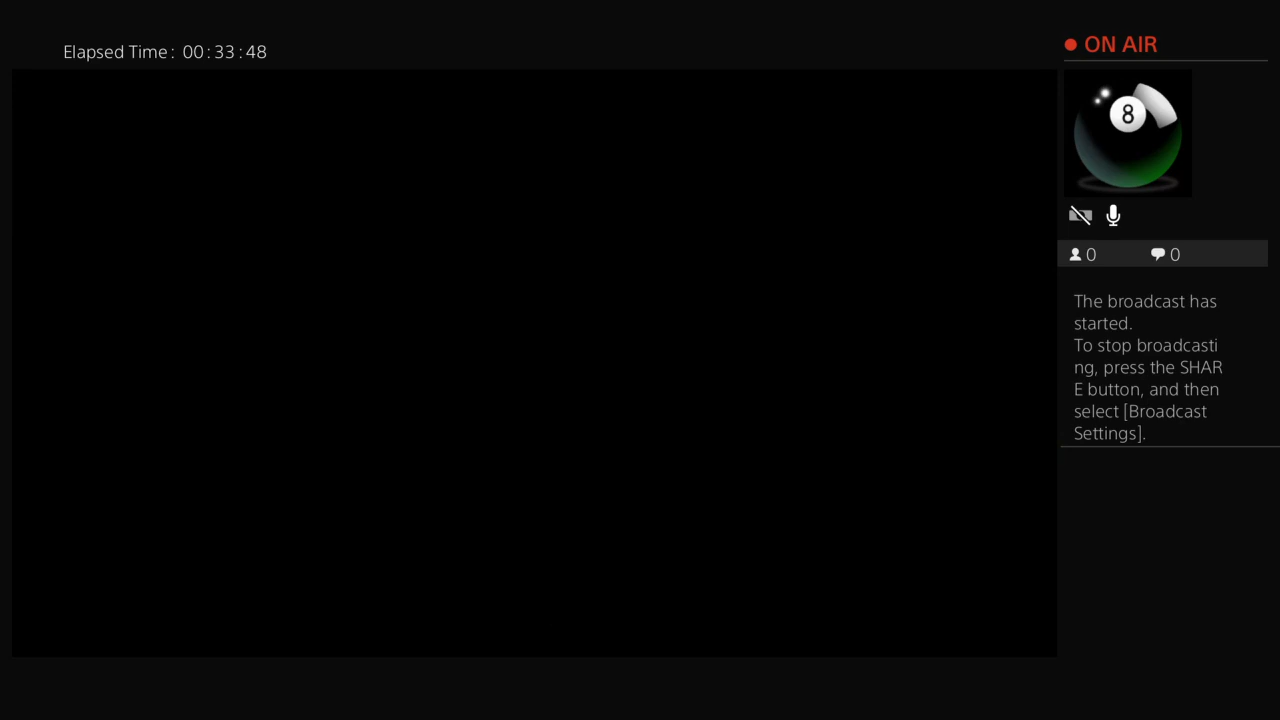 Elapsed Time: 00:33:48
ON AIR
8
0 0
The broadcast has
started.
To stop broadcasti
ng, press the SHAR
E button, and then
select [Broadcast
Settings].